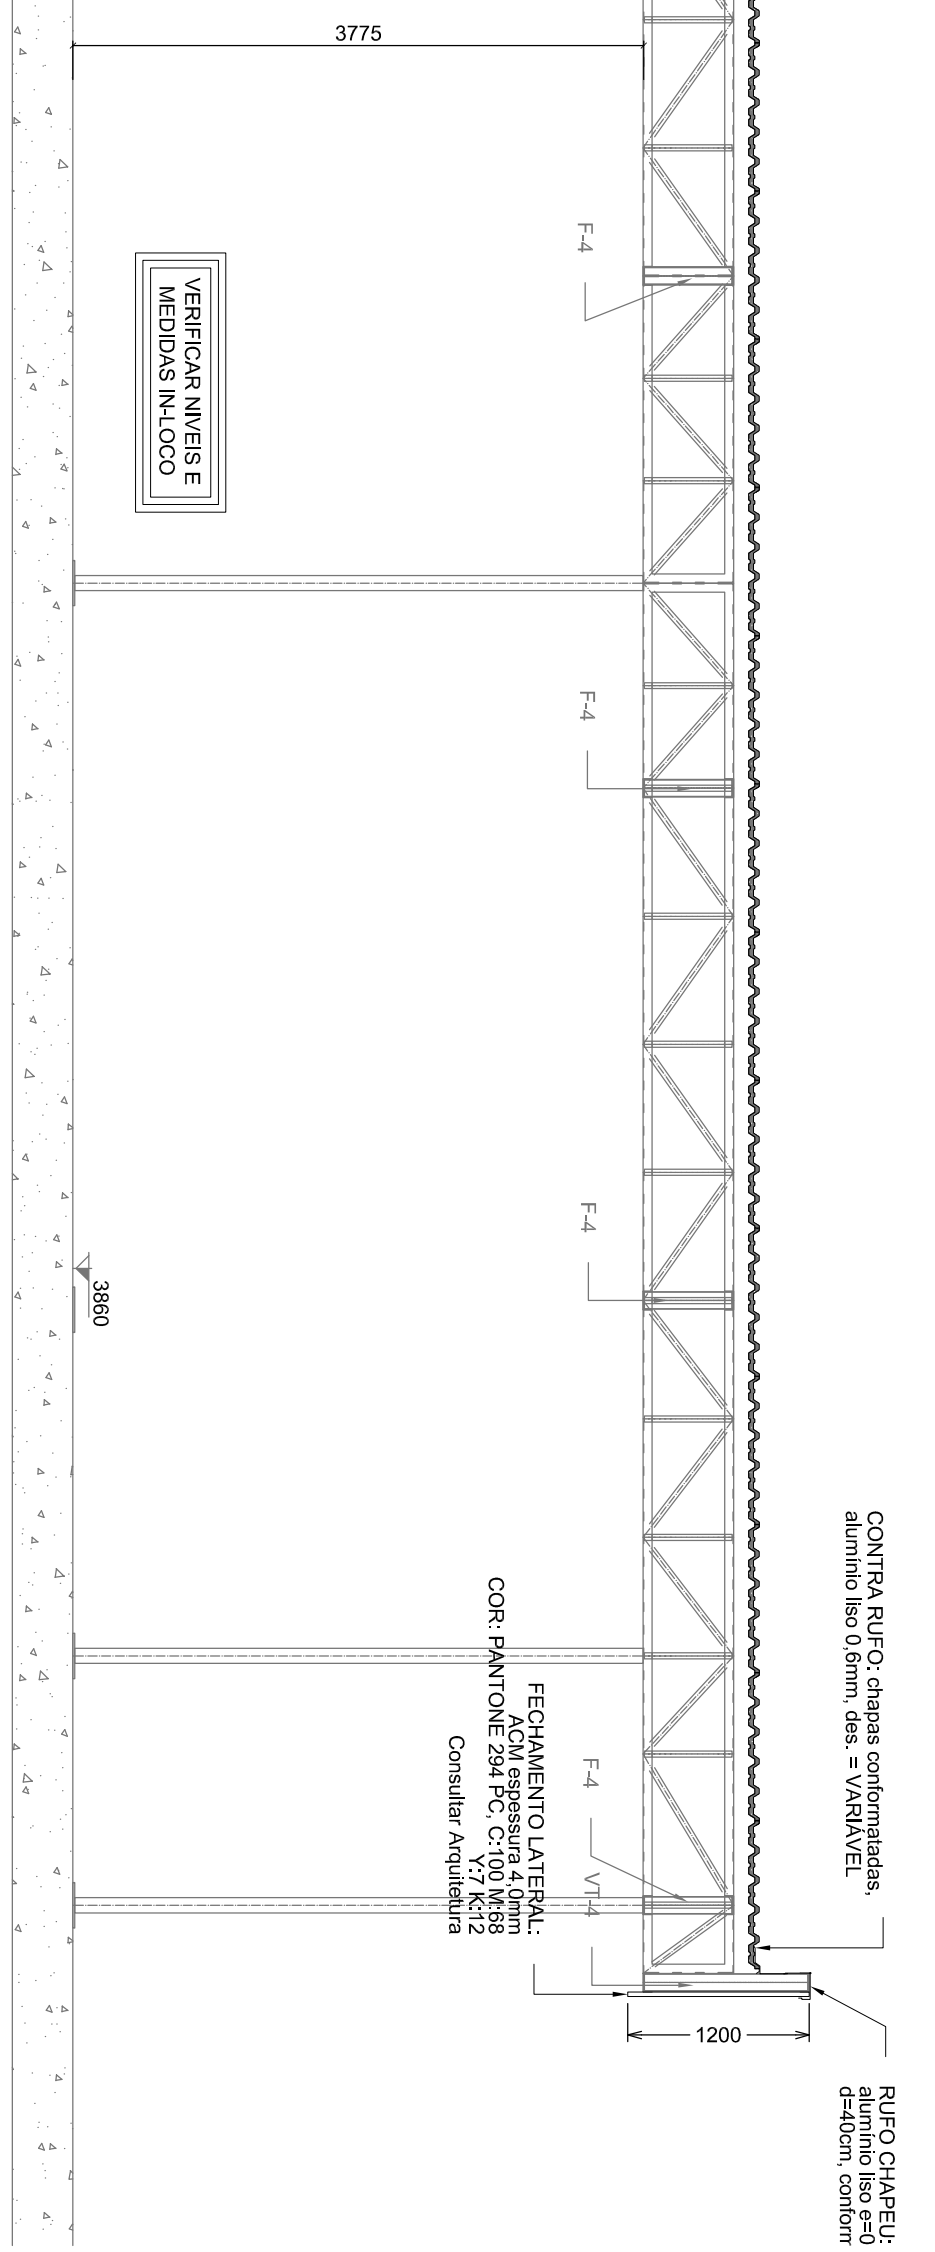 3775
F-4
VERIFICAR NIVEIS E
MEDIDAS IN-LOCO
F-4
F-4
3860
CONTRA RUFO: chapas conformatadas,
alumínio liso 0,6mm, des. = VARIÁVEL
FECHAMENTO LATERAL:
ACM espessura 4,0mm
COR: PANTONE 294 PC, C:100 M:68
Y:7 K:12
Consultar Arquitetura
F-4
VT-4
1200
RUFO CHAPEU:
alumínio liso e=0
d=40cm, conform